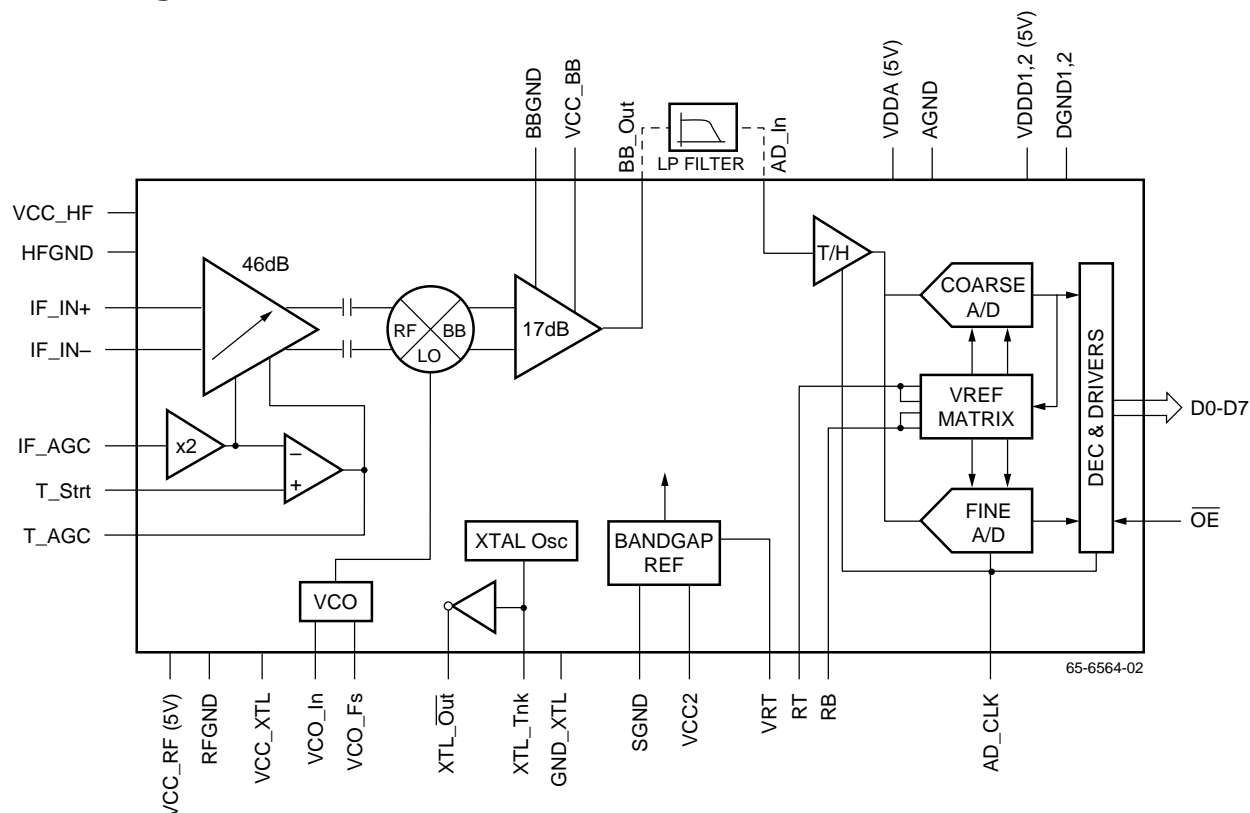 BBGND
VCC_BB
BB_Out
LP FILTER
AD_In
VDDA (5V)
AGND
VDDD1,2 (5V)
DGND1,2
VCC_HF
HFGND
IF_IN+
IF_IN–
IF_AGC
T_Strt
T_AGC
46dB
x2
–
+
RF
BB
LO
17dB
T/H
COARSE
A/D
VREF
MATRIX
FINE
A/D
DEC & DRIVERS
D0-D7
OE
VCO
XTAL Osc
BANDGAP
REF
65-6564-02
VCC_RF (5V)
RFGND
VCC_XTL
VCO_In
VCO_Fs
XTL_Out
XTL_Tnk
GND_XTL
SGND
VCC2
VRT
RT
RB
AD_CLK